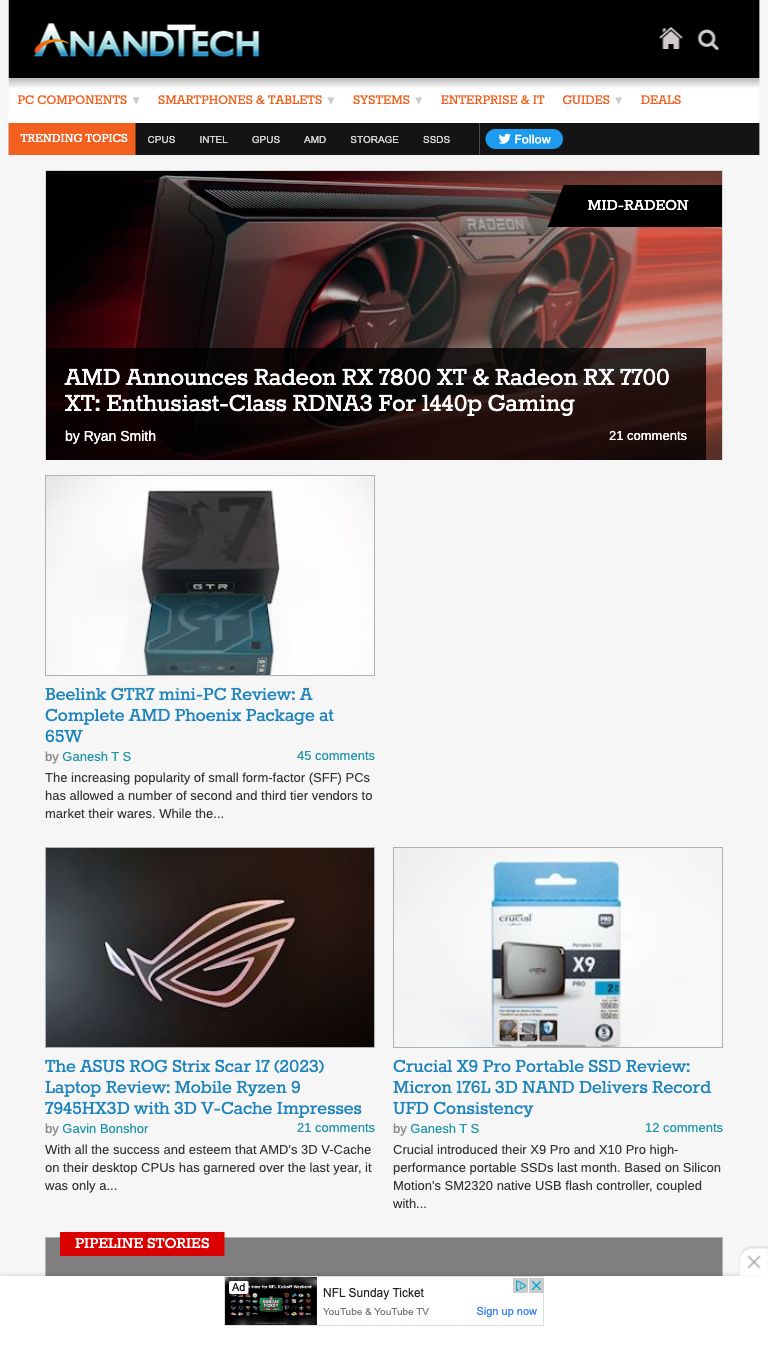 ANANDTECH
PC COMPONENTS
SMARTPHONES & TABLETS
SYSTEMS
ENTERPRISE & IT
GUIDES
DEALS
TRENDING TOPICS
CPUS
INTEL
GPUS
AMD
STORAGE
SSDS
Follow
MID-RADEON
RADEON
AMD Announces Radeon RX 7800 XT & Radeon RX 7700
XT: Enthusiast-Class RDNA3 For 1440p Gaming
by Ryan Smith
21 comments
7
GTR
GT
Beelink GTR7 mini-PC Review: A
Complete AMD Phoenix Package at
65W
by Ganesh T S
45 comments
The increasing popularity of small form-factor (SFF) PCs
has allowed a number of second and third tier vendors to
market their wares. While the...
The ASUS ROG Strix Scar 17 (2023)
Laptop Review: Mobile Ryzen 9
7945HX3D with 3D V-Cache Impresses
by Gavin Bonshor
21 comments
With all the success and esteem that AMD's 3D V-Cache
on their desktop CPUs has garnered over the last year, it
was only a...
crucial
Portable SSD
X9
PRO
Crucial X9 Pro Portable SSD Review:
Micron 176L 3D NAND Delivers Record
UFD Consistency
by Ganesh T S
12 comments
Crucial introduced their X9 Pro and X10 Pro high-
performance portable SSDs last month. Based on Silicon
Motion's SM2320 native USB flash controller, coupled
with...
PIPELINE STORIES
Ad
NFL Sunday Ticket
YouTube & YouTube TV
Sign up now